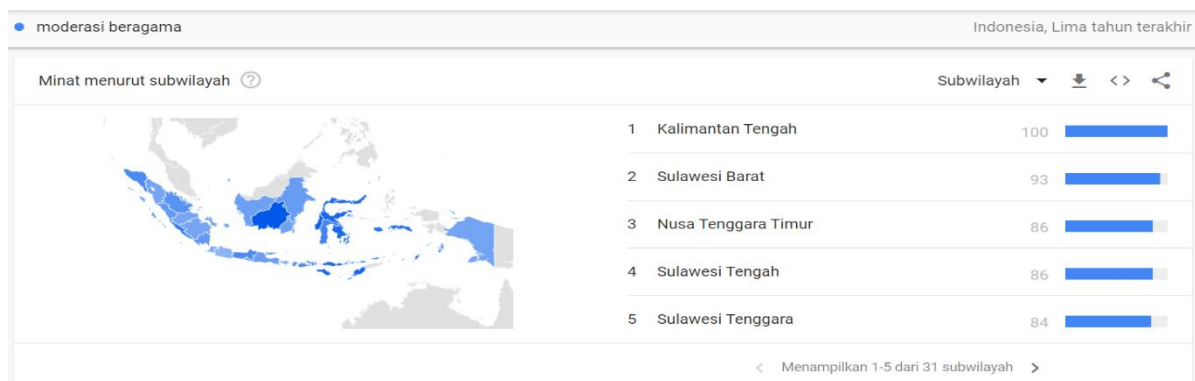 moderasi beragama
Indonesia, Lima tahun terakhir
Minat menurut subwilayah
Subwilayah
1 Kalimantan Tengah 100
2 Sulawesi Barat 93
3 Nusa Tenggara Timur 86
4 Sulawesi Tengah 86
5 Sulawesi Tenggara 84
Menampilkan 1-5 dari 31 subwilayah